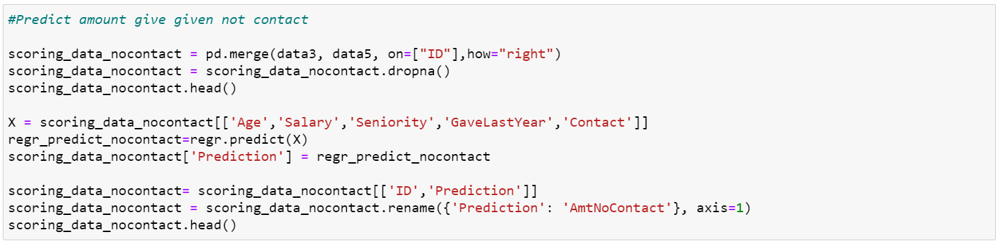 #Predict amount give given not contact
scoring_data_nocontact = pd.merge(data3, data5, on=["ID"],how="right")
scoring_data_nocontact = scoring_data_nocontact.dropna()
scoring_data_nocontact.head()
X = scoring_data_nocontact[['Age','Salary','Seniority','GaveLastYear','Contact']]
regr_predict_nocontact=regr.predict(X)
scoring_data_nocontact['Prediction'] = regr_predict_nocontact
scoring_data_nocontact= scoring_data_nocontact[['ID','Prediction']]
scoring_data_nocontact = scoring_data_nocontact.rename({'Prediction': 'AmtNoContact'}, axis=1)
scoring_data_nocontact.head()